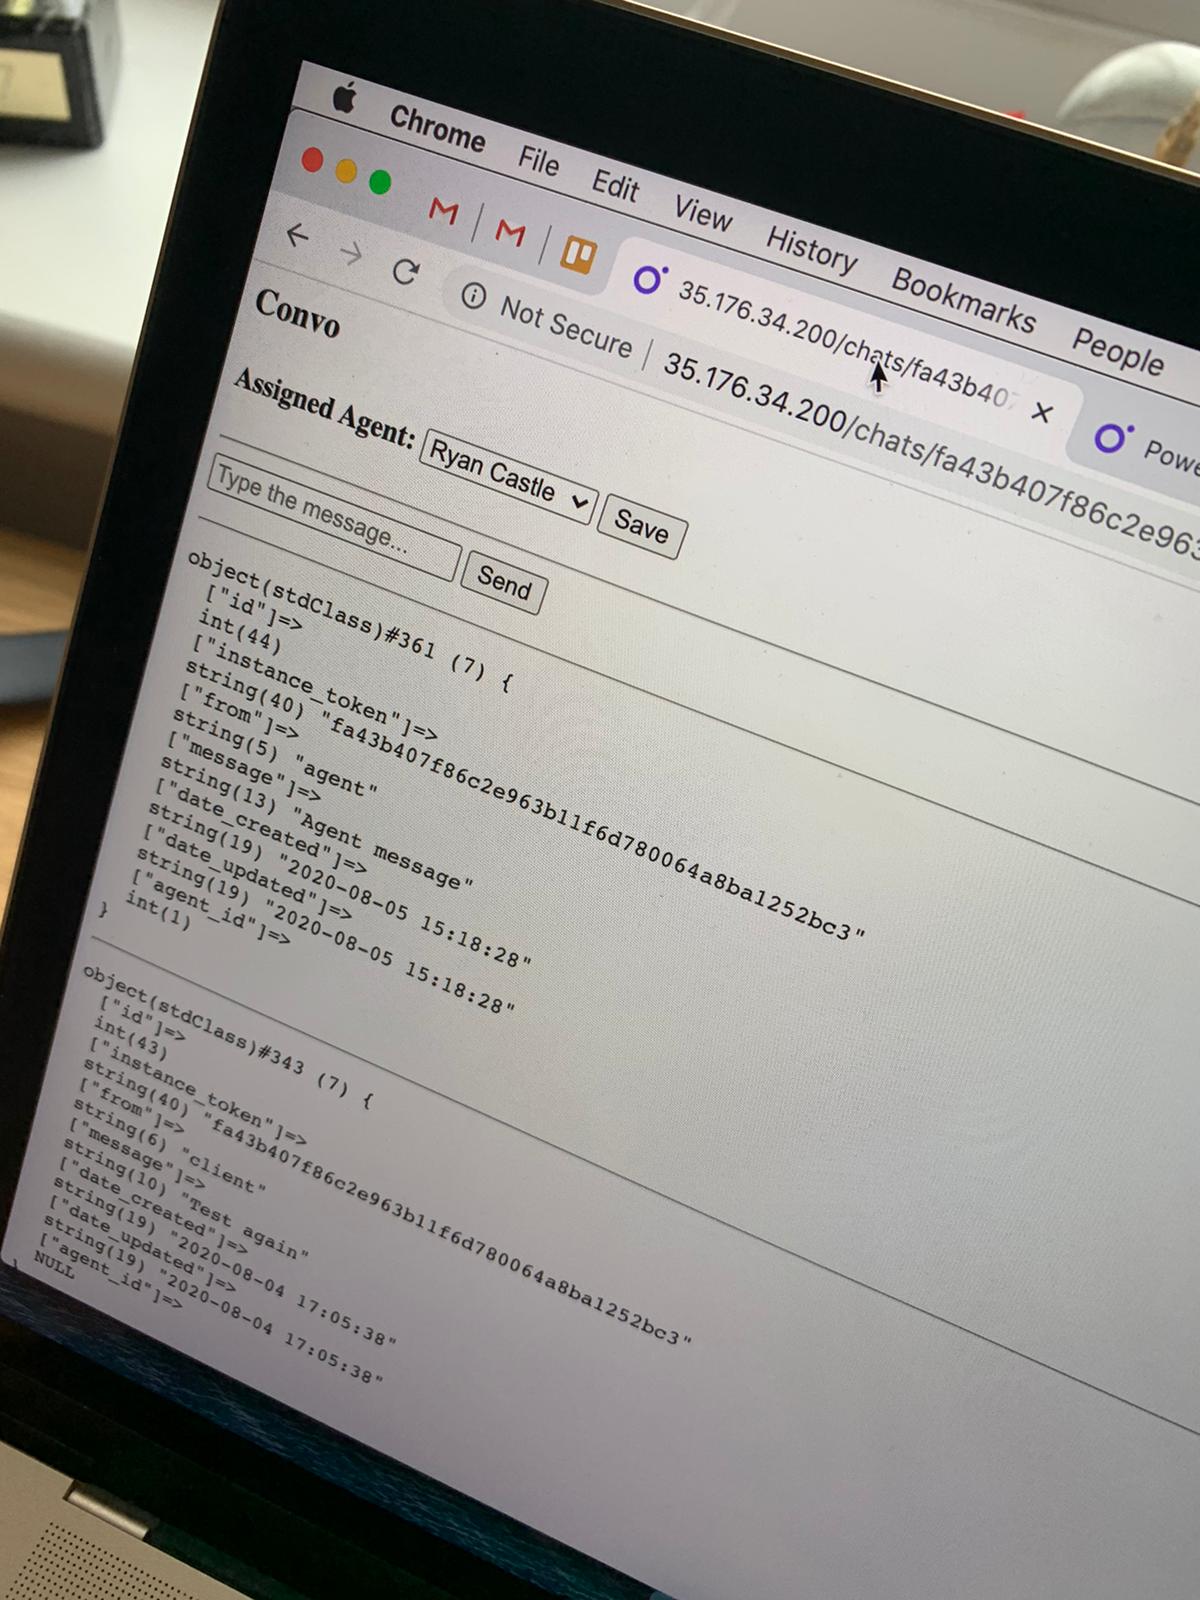 Chrome File Edit View History Bookmarks People
35.176.34.200/chats/fa43b407
Not Secure | 35.176.34.200/chats/fa43b407f86c2e963
Convo
Assigned Agent: Ryan Castle Save
Type the message... Send
object(stdClass)#361 (7) {
["id"]=>
int(44)
["instance_token"]=>
string(40) "fa43b407f86c2e963b11f6d780064a8ba1252bc3"
["from"]=>
string(5) "agent"
["message"]=>
string(13) "Agent message"
["date_created"]=>
string(19) "2020-08-05 15:18:28"
["date_updated"]=>
string(19) "2020-08-05 15:18:28"
["agent_id"]=>
int(1)
}
object(stdClass)#343 (7) {
["id"]=>
int(43)
["instance_token"]=>
string(40) "fa43b407f86c2e963b11f6d780064a8ba1252bc3"
["from"]=>
string(6) "client"
["message"]=>
string(10) "Test again"
["date_created"]=>
string(19) "2020-08-04 17:05:38"
["date_updated"]=>
string(19) "2020-08-04 17:05:38"
["agent_id"]=>
NULL